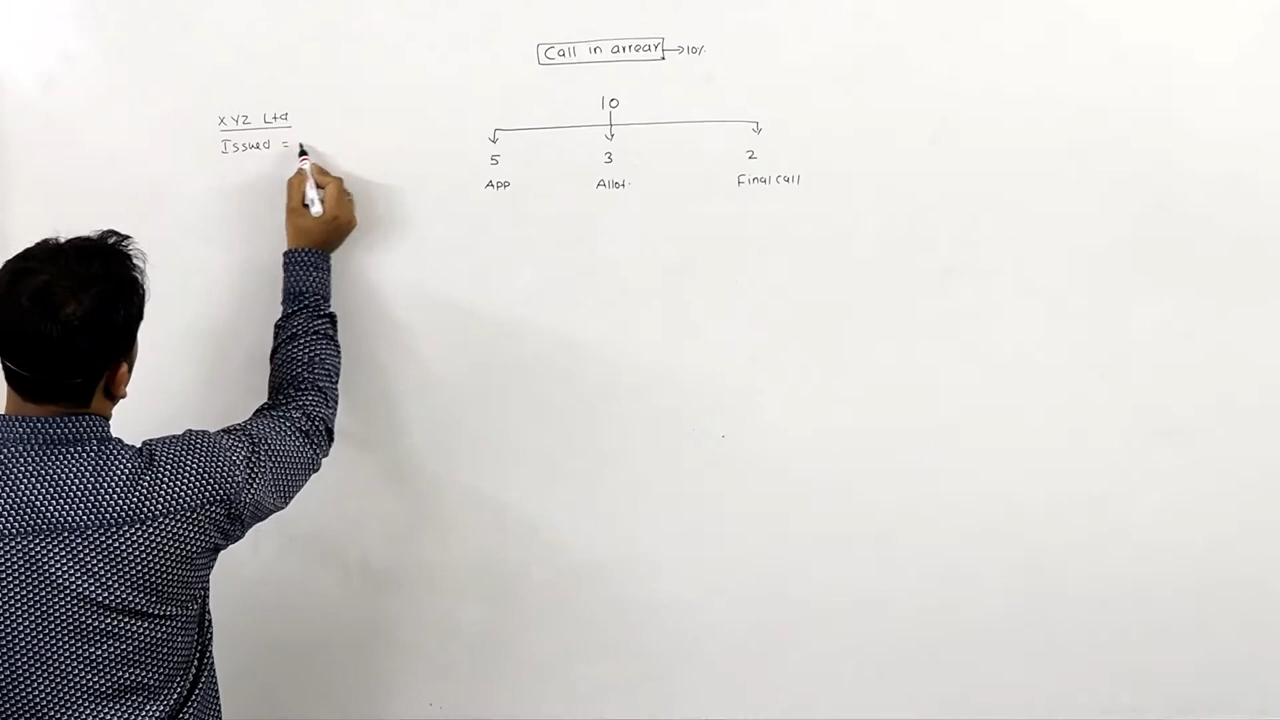 Call in arrear → 10%
10
XYZ Ltd
Issued =
5 3 2
App Allot. Final call